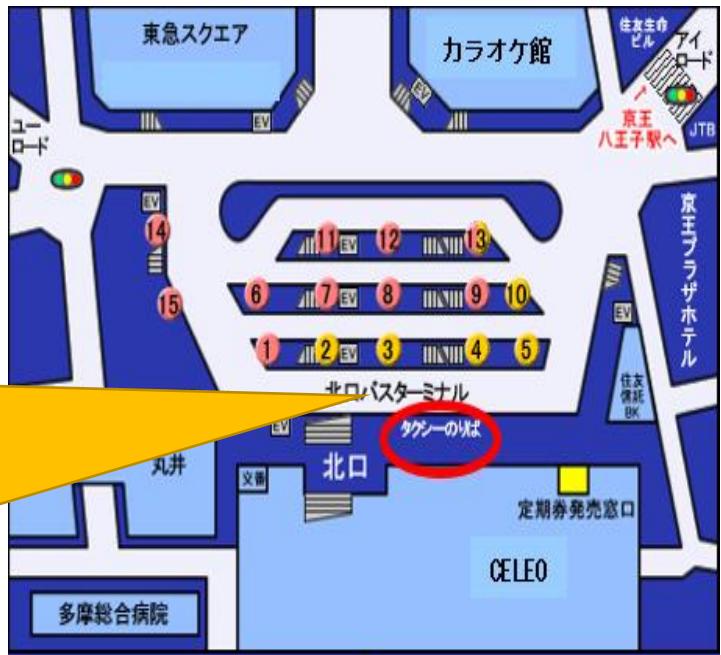 東急スクエア
カラオケ館
住友生命
ビル
アイ
ロード
京王
八王子駅へ
JTB
ユー
ロード
EV
EV
EV
14
15
11
EV
12
13
6
7
EV
8
9
10
1
2
EV
3
4
5
EV
京王プラザホテル
住友
信託
BK
北口バスターミナル
EV
タクシーのりば
丸井
交番
北口
定期券発売窓口
CELEO
多摩総合病院